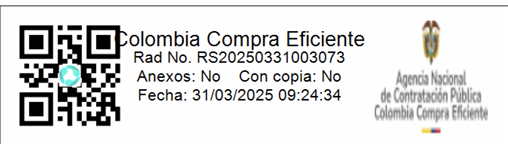 Colombia Compra Eficiente
Rad No. RS20250331003073
Anexos: No Con copia: No
Fecha: 31/03/2025 09:24:34
Agencia Nacional
de Contratación Pública
Colombia Compra Eficiente